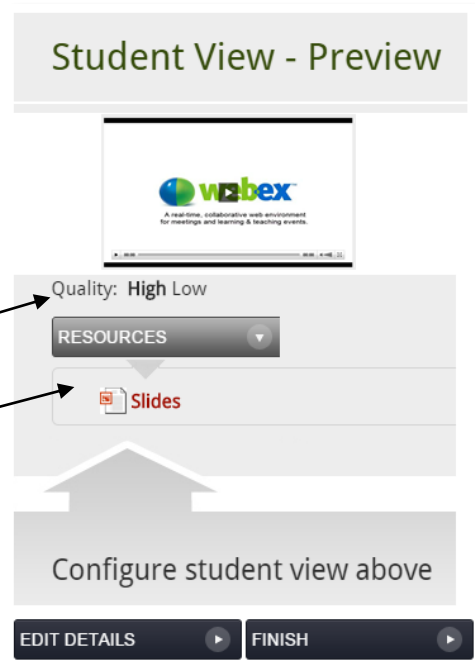 Student View - Preview
webex
A real-time, collaborative web environment
for meetings and learning & teaching events.
Quality: High Low
RESOURCES
Slides
Configure student view above
EDIT DETAILS
FINISH